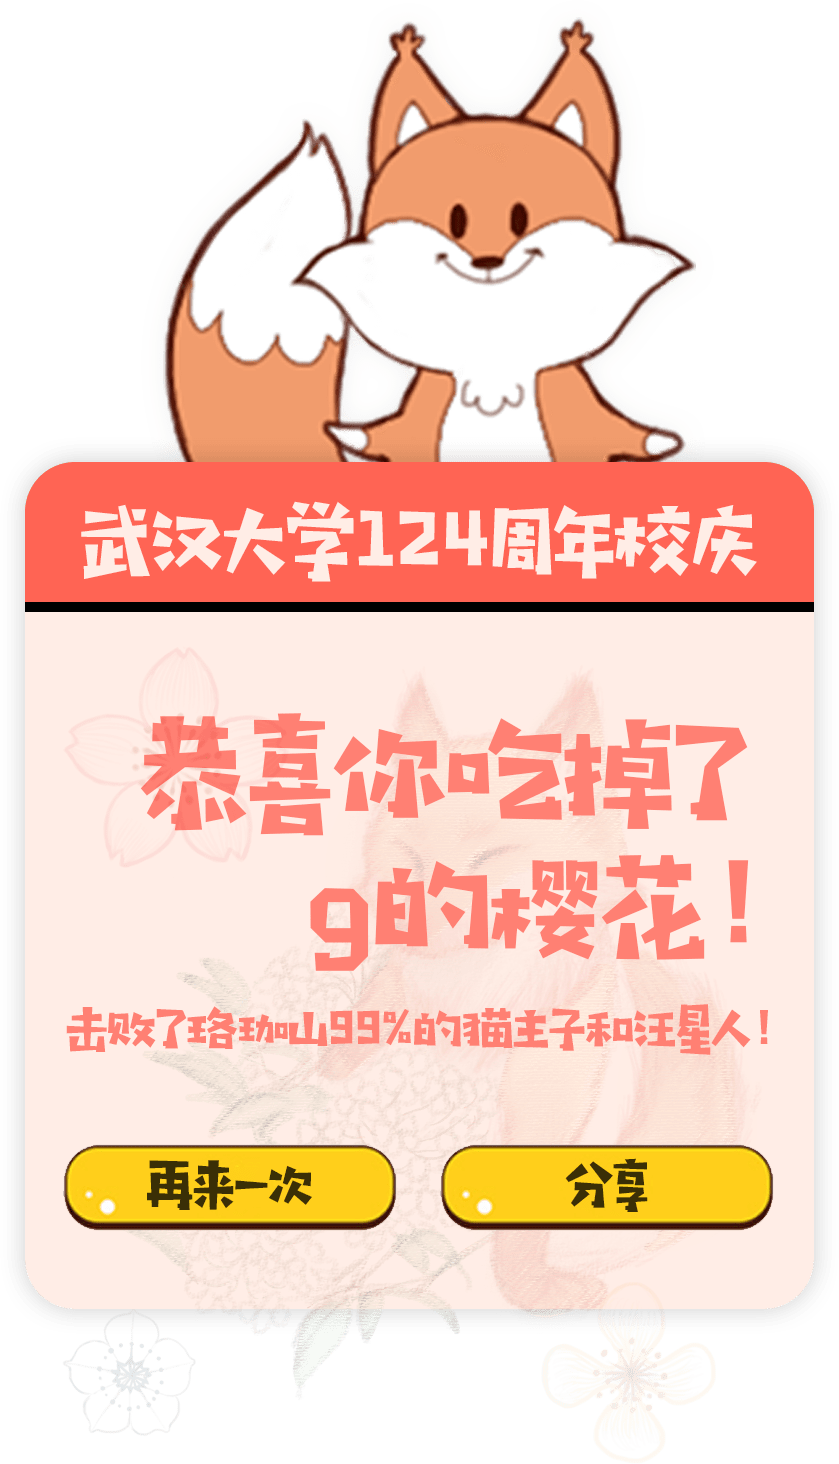 武汉大学124周年校庆
恭喜你吃掉了
g的樱花！
击败了珞珈山99%的猫主子和汪星人！
再来一次
分享